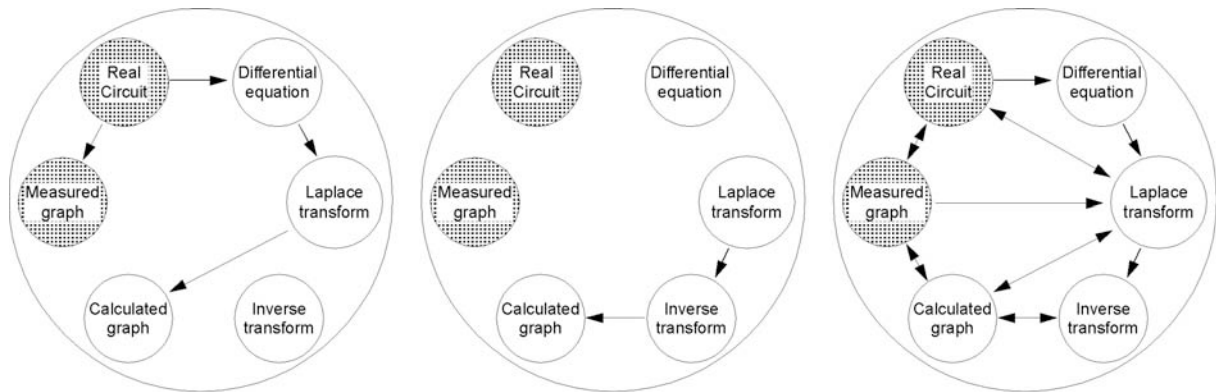 Real
Circuit
Differential
equation
Measured
graph
Laplace
transform
Calculated
graph
Inverse
transform
Real
Circuit
Differential
equation
Measured
graph
Laplace
transform
Calculated
graph
Inverse
transform
Real
Circuit
Differential
equation
Measured
graph
Laplace
transform
Calculated
graph
Inverse
transform